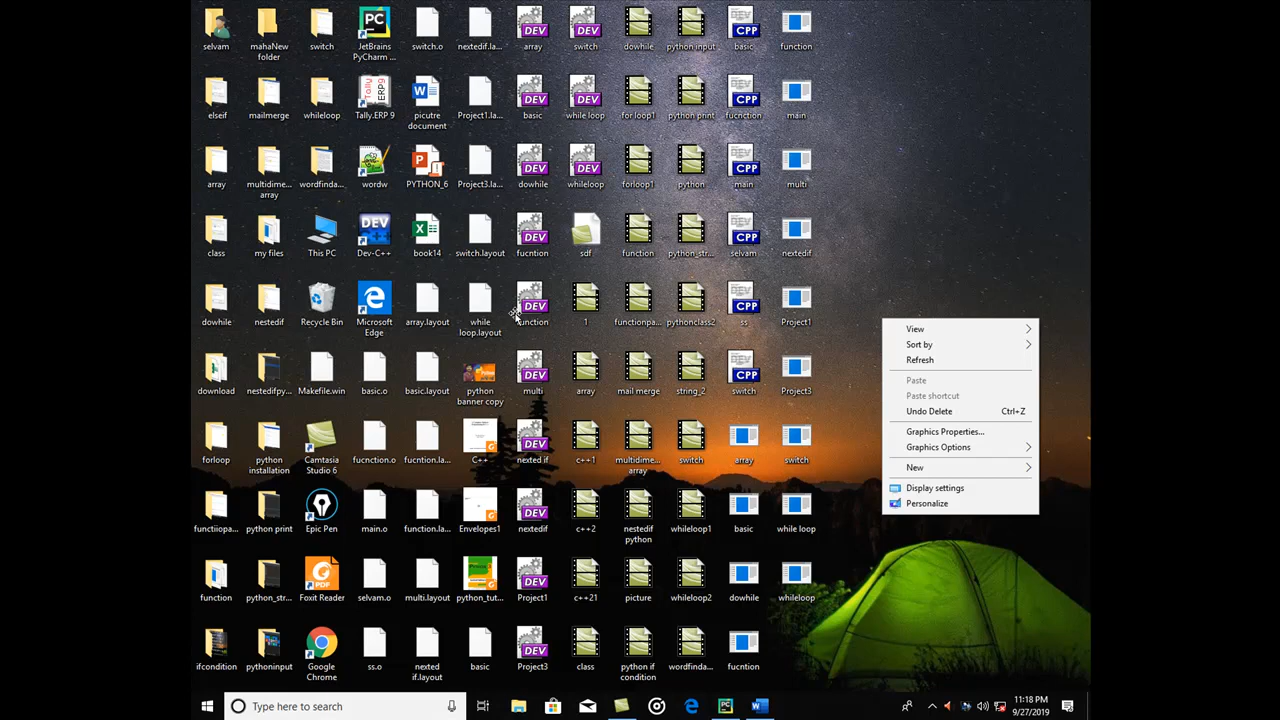 selvam
mahaNew
folder
switch
JetBrains
PyCharm ...
switch.o
nextedif.la...
array
switch
dowhile
python input
basic
function
elseif
mailmerge
whileloop
Tally.ERP 9
picutre
document
Project1.la...
basic
while loop
for loop1
python print
fucnction
main
array
multidime...
array
wordfinda...
wordw
PYTHON_6
Project3.la...
dowhile
whileloop
forloop1
python
main
multi
class
my files
This PC
Dev-C++
book14
switch.layout
fucntion
sdf
function
python_str...
selvam
nextedif
dowhile
nestedif
Recycle Bin
Microsoft
Edge
array.layout
while
loop.layout
function
1
functionpa...
pythonclass2
ss
Project1
download
nestedifpy...
Makefile.win
basic.o
basic.layout
python
banner copy
multi
array
mail merge
string_2
switch
Project3
forloop
python
installation
Camtasia
Studio 6
fucnction.o
fucntion.la...
C++
nexted if
c++1
multidime...
array
switch
array
switch
functiiopa...
python print
Epic Pen
main.o
function.la...
Envelopes1
nextedif
c++2
nestedif
python
whileloop1
basic
while loop
function
python_str...
Foxit Reader
selvam.o
multi.layout
python_tut...
Project1
c++21
picture
whileloop2
dowhile
whileloop
ifcondition
pythoninput
Google
Chrome
ss.o
nexted
if.layout
basic
Project3
class
python if
condition
wordfinda...
fucntion
View
Sort by
Refresh
Paste
Paste shortcut
Undo Delete Ctrl+Z
Graphics Properties...
Graphics Options
New
Display settings
Personalize
Type here to search
11:18 PM
9/27/2019